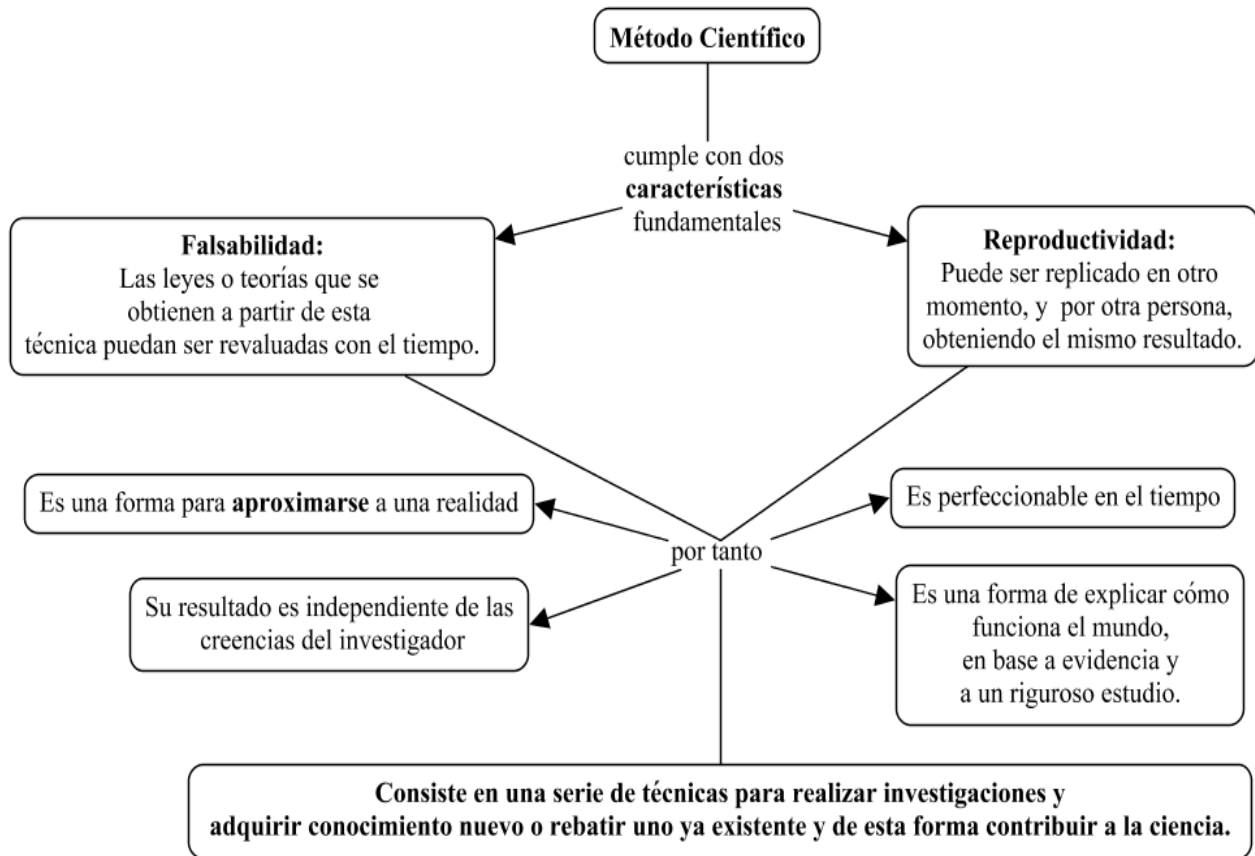 Método Científico
cumple con dos
características
fundamentales
Falsabilidad:
Las leyes o teorías que se
obtienen a partir de esta
técnica puedan ser revaluadas con el tiempo.
Reproductividad:
Puede ser replicado en otro
momento, y por otra persona,
obteniendo el mismo resultado.
Es una forma para aproximarse a una realidad
Es perfeccionable en el tiempo
por tanto
Su resultado es independiente de las
creencias del investigador
Es una forma de explicar cómo
funciona el mundo,
en base a evidencia y
a un riguroso estudio.
Consiste en una serie de técnicas para realizar investigaciones y
adquirir conocimiento nuevo o rebatir uno ya existente y de esta forma contribuir a la ciencia.